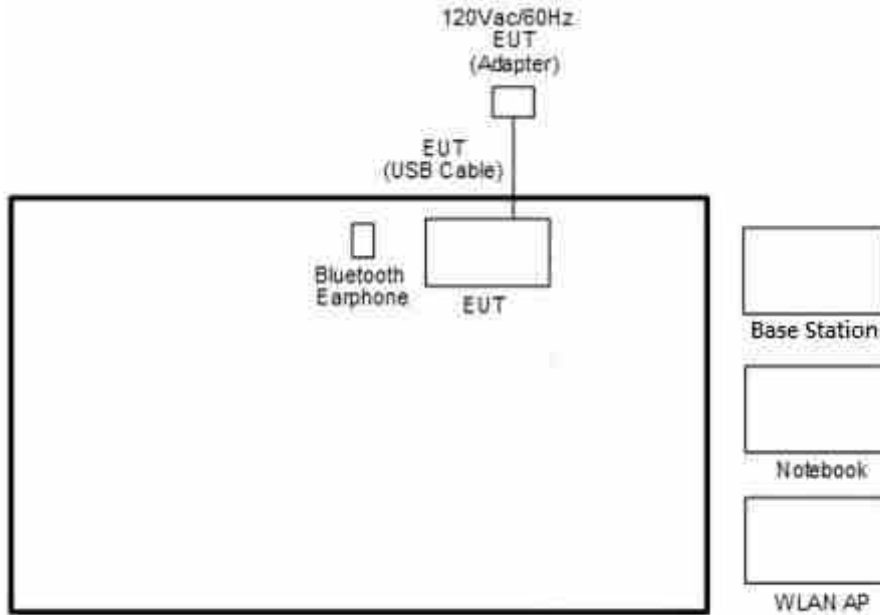 120Vac/60Hz
EUT
(Adapter)
EUT
(USB Cable)
Bluetooth
Earphone
EUT
Base Station
Notebook
WLAN AP